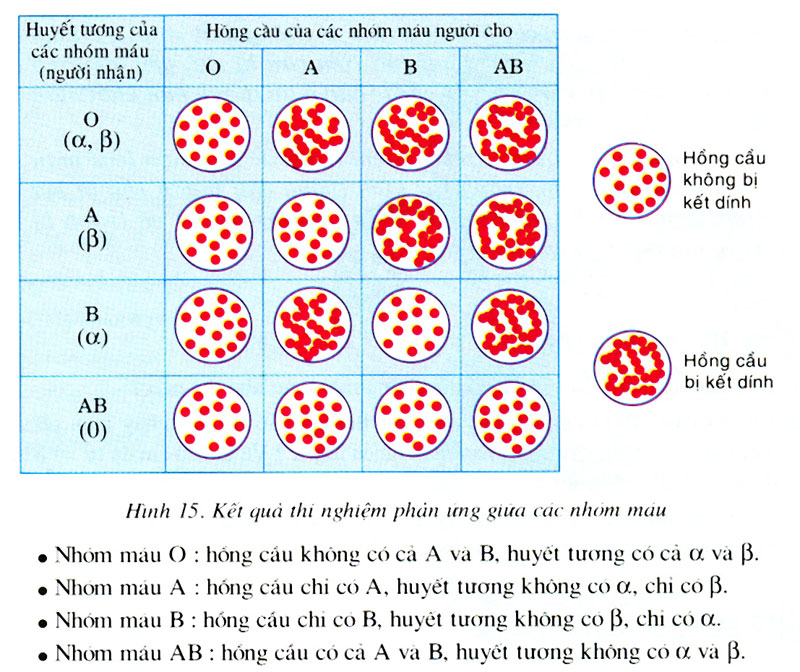 Huyết tương của
các nhóm máu
(người nhận)
Hồng cầu của các nhóm máu người cho
O
A
B
AB
O
(α, β)
A
(β)
B
(α)
AB
(0)
Hồng cầu
không bị
kết dính
Hồng cầu
bị kết dính
Hình 15. Kết quả thí nghiệm phản ứng giữa các nhóm máu
• Nhóm máu O : hồng cầu không có cả A và B, huyết tương có cả α và β.
• Nhóm máu A : hồng cầu chỉ có A, huyết tương không có α, chỉ có β.
• Nhóm máu B : hồng cầu chỉ có B, huyết tương không có β, chỉ có α.
• Nhóm máu AB : hồng cầu có cả A và B, huyết tương không có α và β.